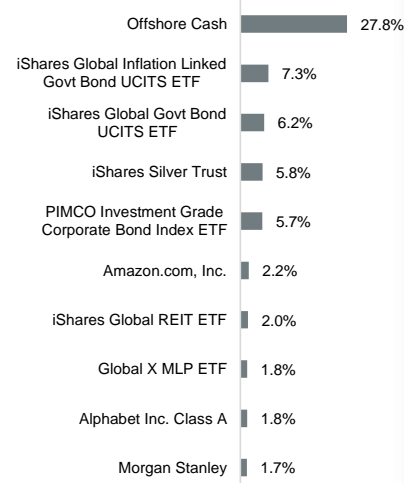 Offshore Cash 27.8%
iShares Global Inflation Linked
Govt Bond UCITS ETF 7.3%
iShares Global Govt Bond
UCITS ETF 6.2%
iShares Silver Trust 5.8%
PIMCO Investment Grade
Corporate Bond Index ETF 5.7%
Amazon.com, Inc. 2.2%
iShares Global REIT ETF 2.0%
Global X MLP ETF 1.8%
Alphabet Inc. Class A 1.8%
Morgan Stanley 1.7%